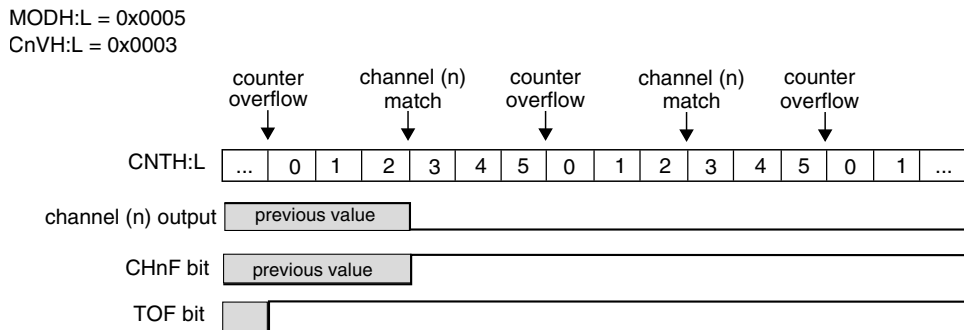 MODH:L = 0x0005
CnVH:L = 0x0003
counter overflow
channel (n) match
counter overflow
channel (n) match
counter overflow
CNTH:L ... 0 1 2 3 4 5 0 1 2 3 4 5 0 1 ...
channel (n) output previous value
CHnF bit previous value
TOF bit